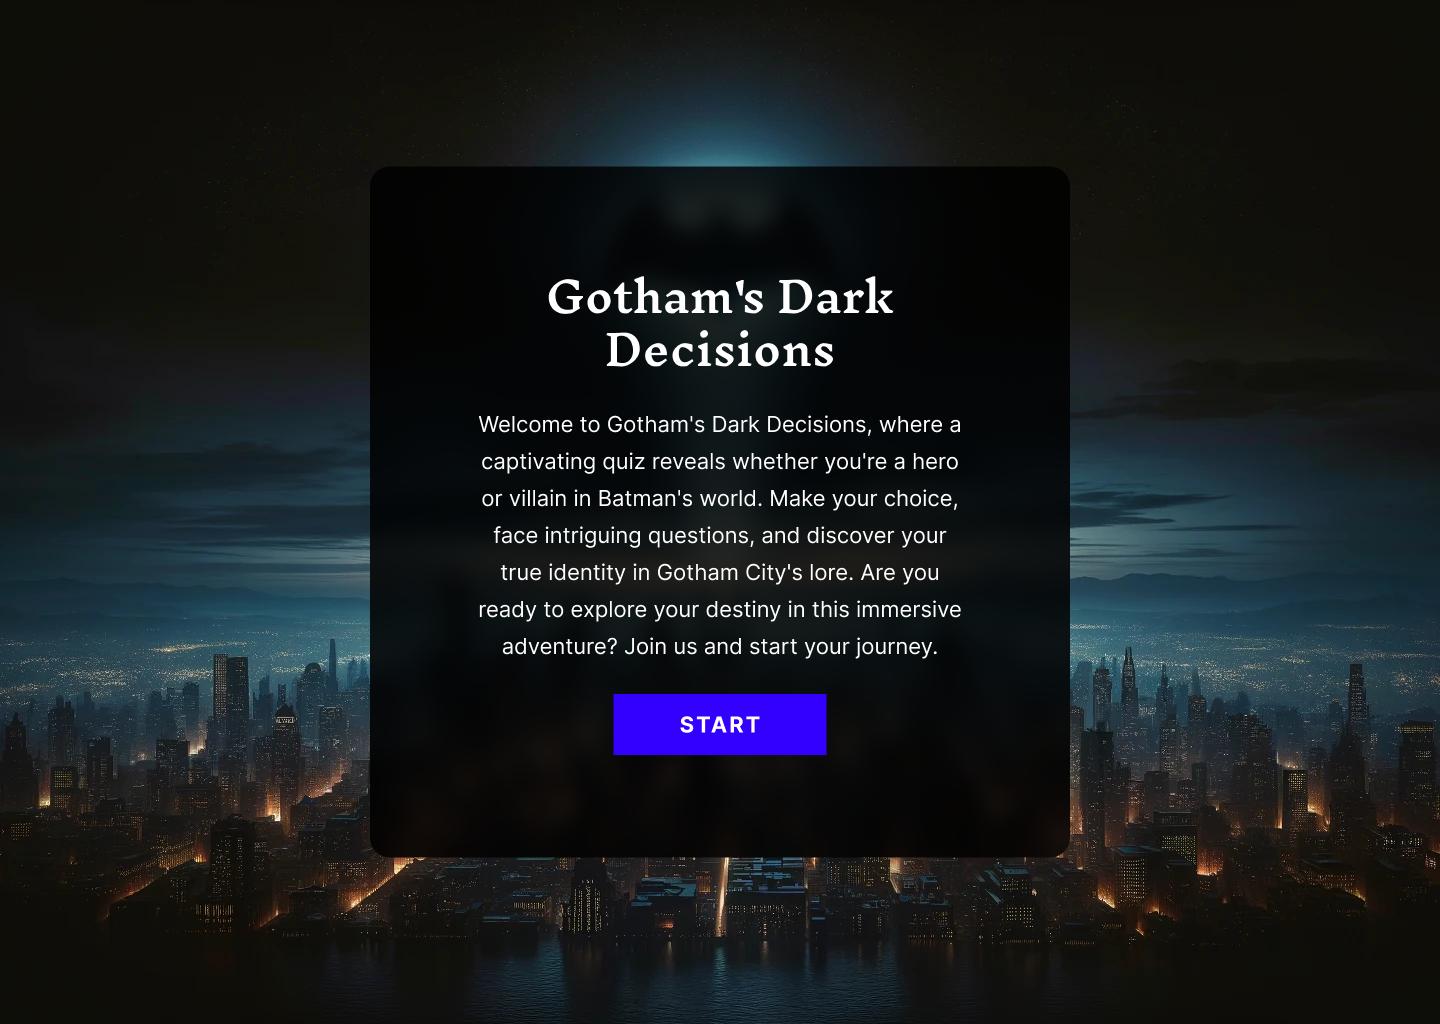 Gotham's Dark
Decisions
Welcome to Gotham's Dark Decisions, where a
captivating quiz reveals whether you're a hero
or villain in Batman's world. Make your choice,
face intriguing questions, and discover your
true identity in Gotham City's lore. Are you
ready to explore your destiny in this immersive
adventure? Join us and start your journey.
START